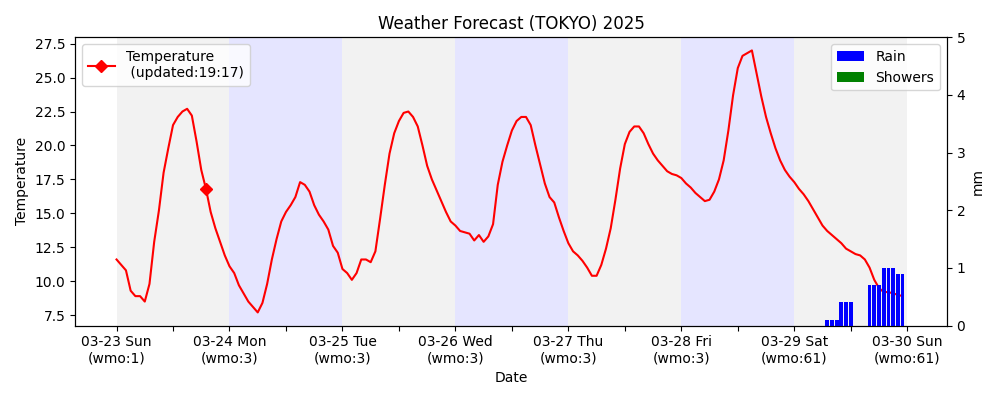 Weather Forecast (TOKYO) 2025
Temperature
(updated:19:17)
Rain
Showers
27.5
25.0
22.5
20.0
17.5
15.0
12.5
10.0
7.5
Temperature
5
4
3
2
1
0
mm
03-23 Sun
(wmo:1)
03-24 Mon
(wmo:3)
03-25 Tue
(wmo:3)
03-26 Wed
(wmo:3)
03-27 Thu
(wmo:3)
03-28 Fri
(wmo:3)
03-29 Sat
(wmo:61)
03-30 Sun
(wmo:61)
Date